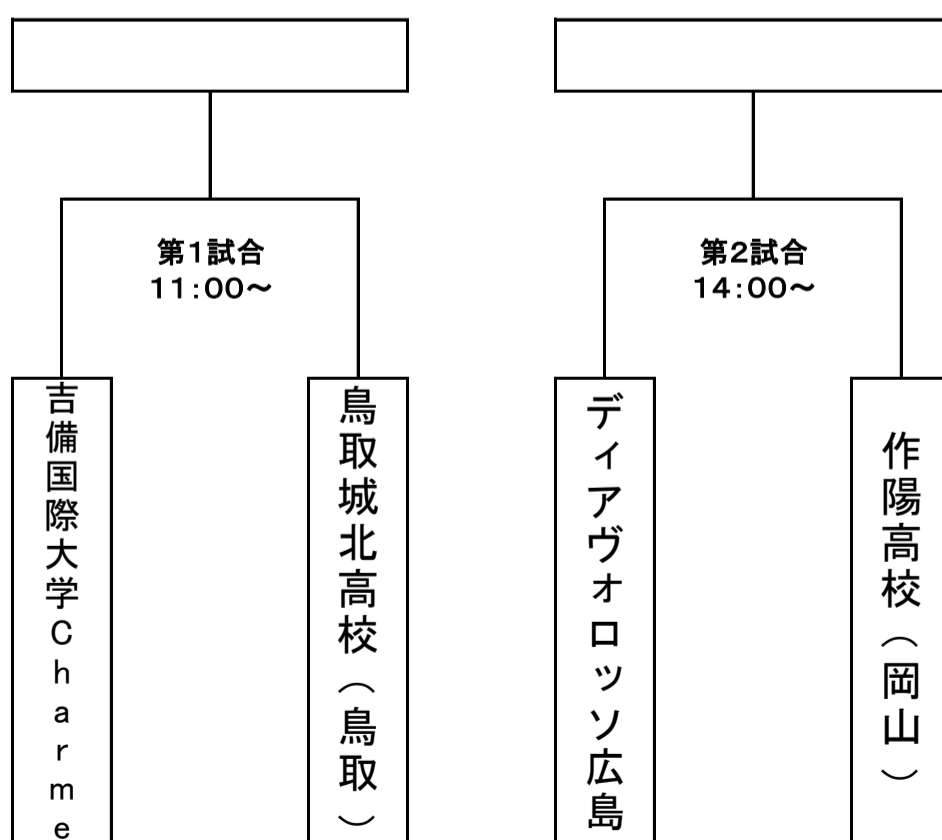 第1試合
11:00～
第2試合
14:00～
吉備国際大学Charme
鳥取城北高校（鳥取）
ディアヴォロッソ広島
作陽高校（岡山）